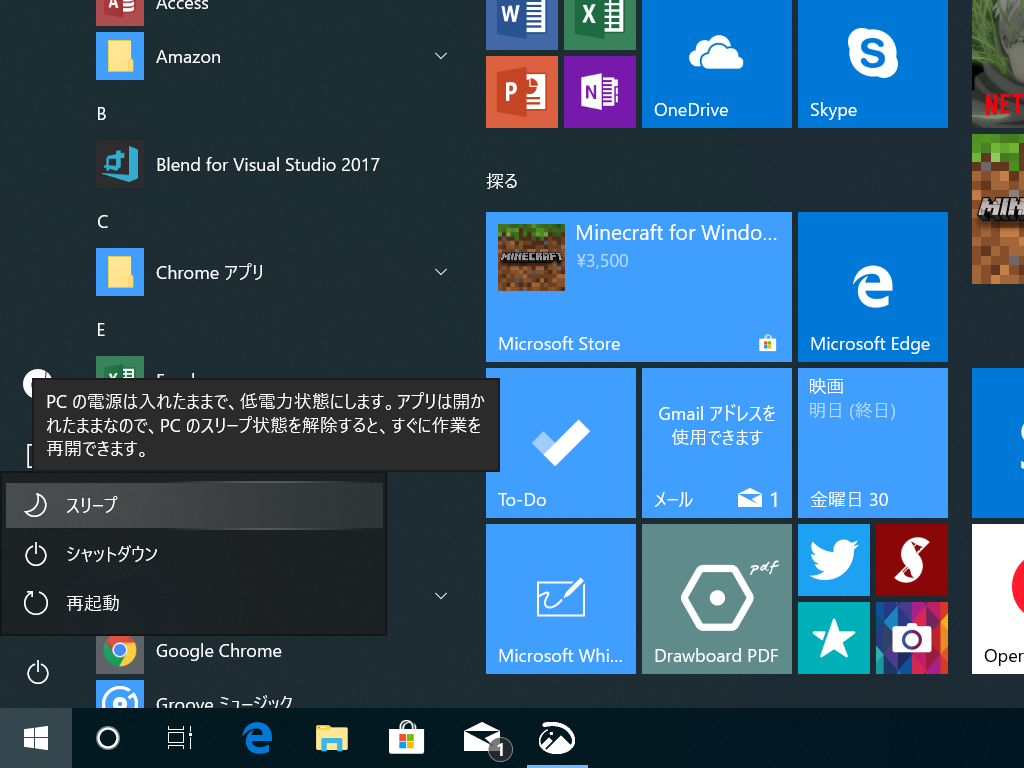 Access
Amazon
B
Blend for Visual Studio 2017
C
Chrome アプリ
E
PC の電源は入れたままで、低電力状態にします。アプリは開か
れたままなので、PC のスリープ状態を解除すると、すぐに作業を
再開できます。
スリープ
シャットダウン
再起動
Google Chrome
Groove ミュージック
W
X
P
N
OneDrive
S
Skype
探る
MINECRAFT
Minecraft for Windo...
¥3,500
Microsoft Store
Microsoft Edge
To-Do
Gmail アドレスを
使用できます
メール
1
映画
明日 (終日)
金曜日 30
Microsoft Whi...
pdf
Drawboard PDF
NET
MIN
Oper
1